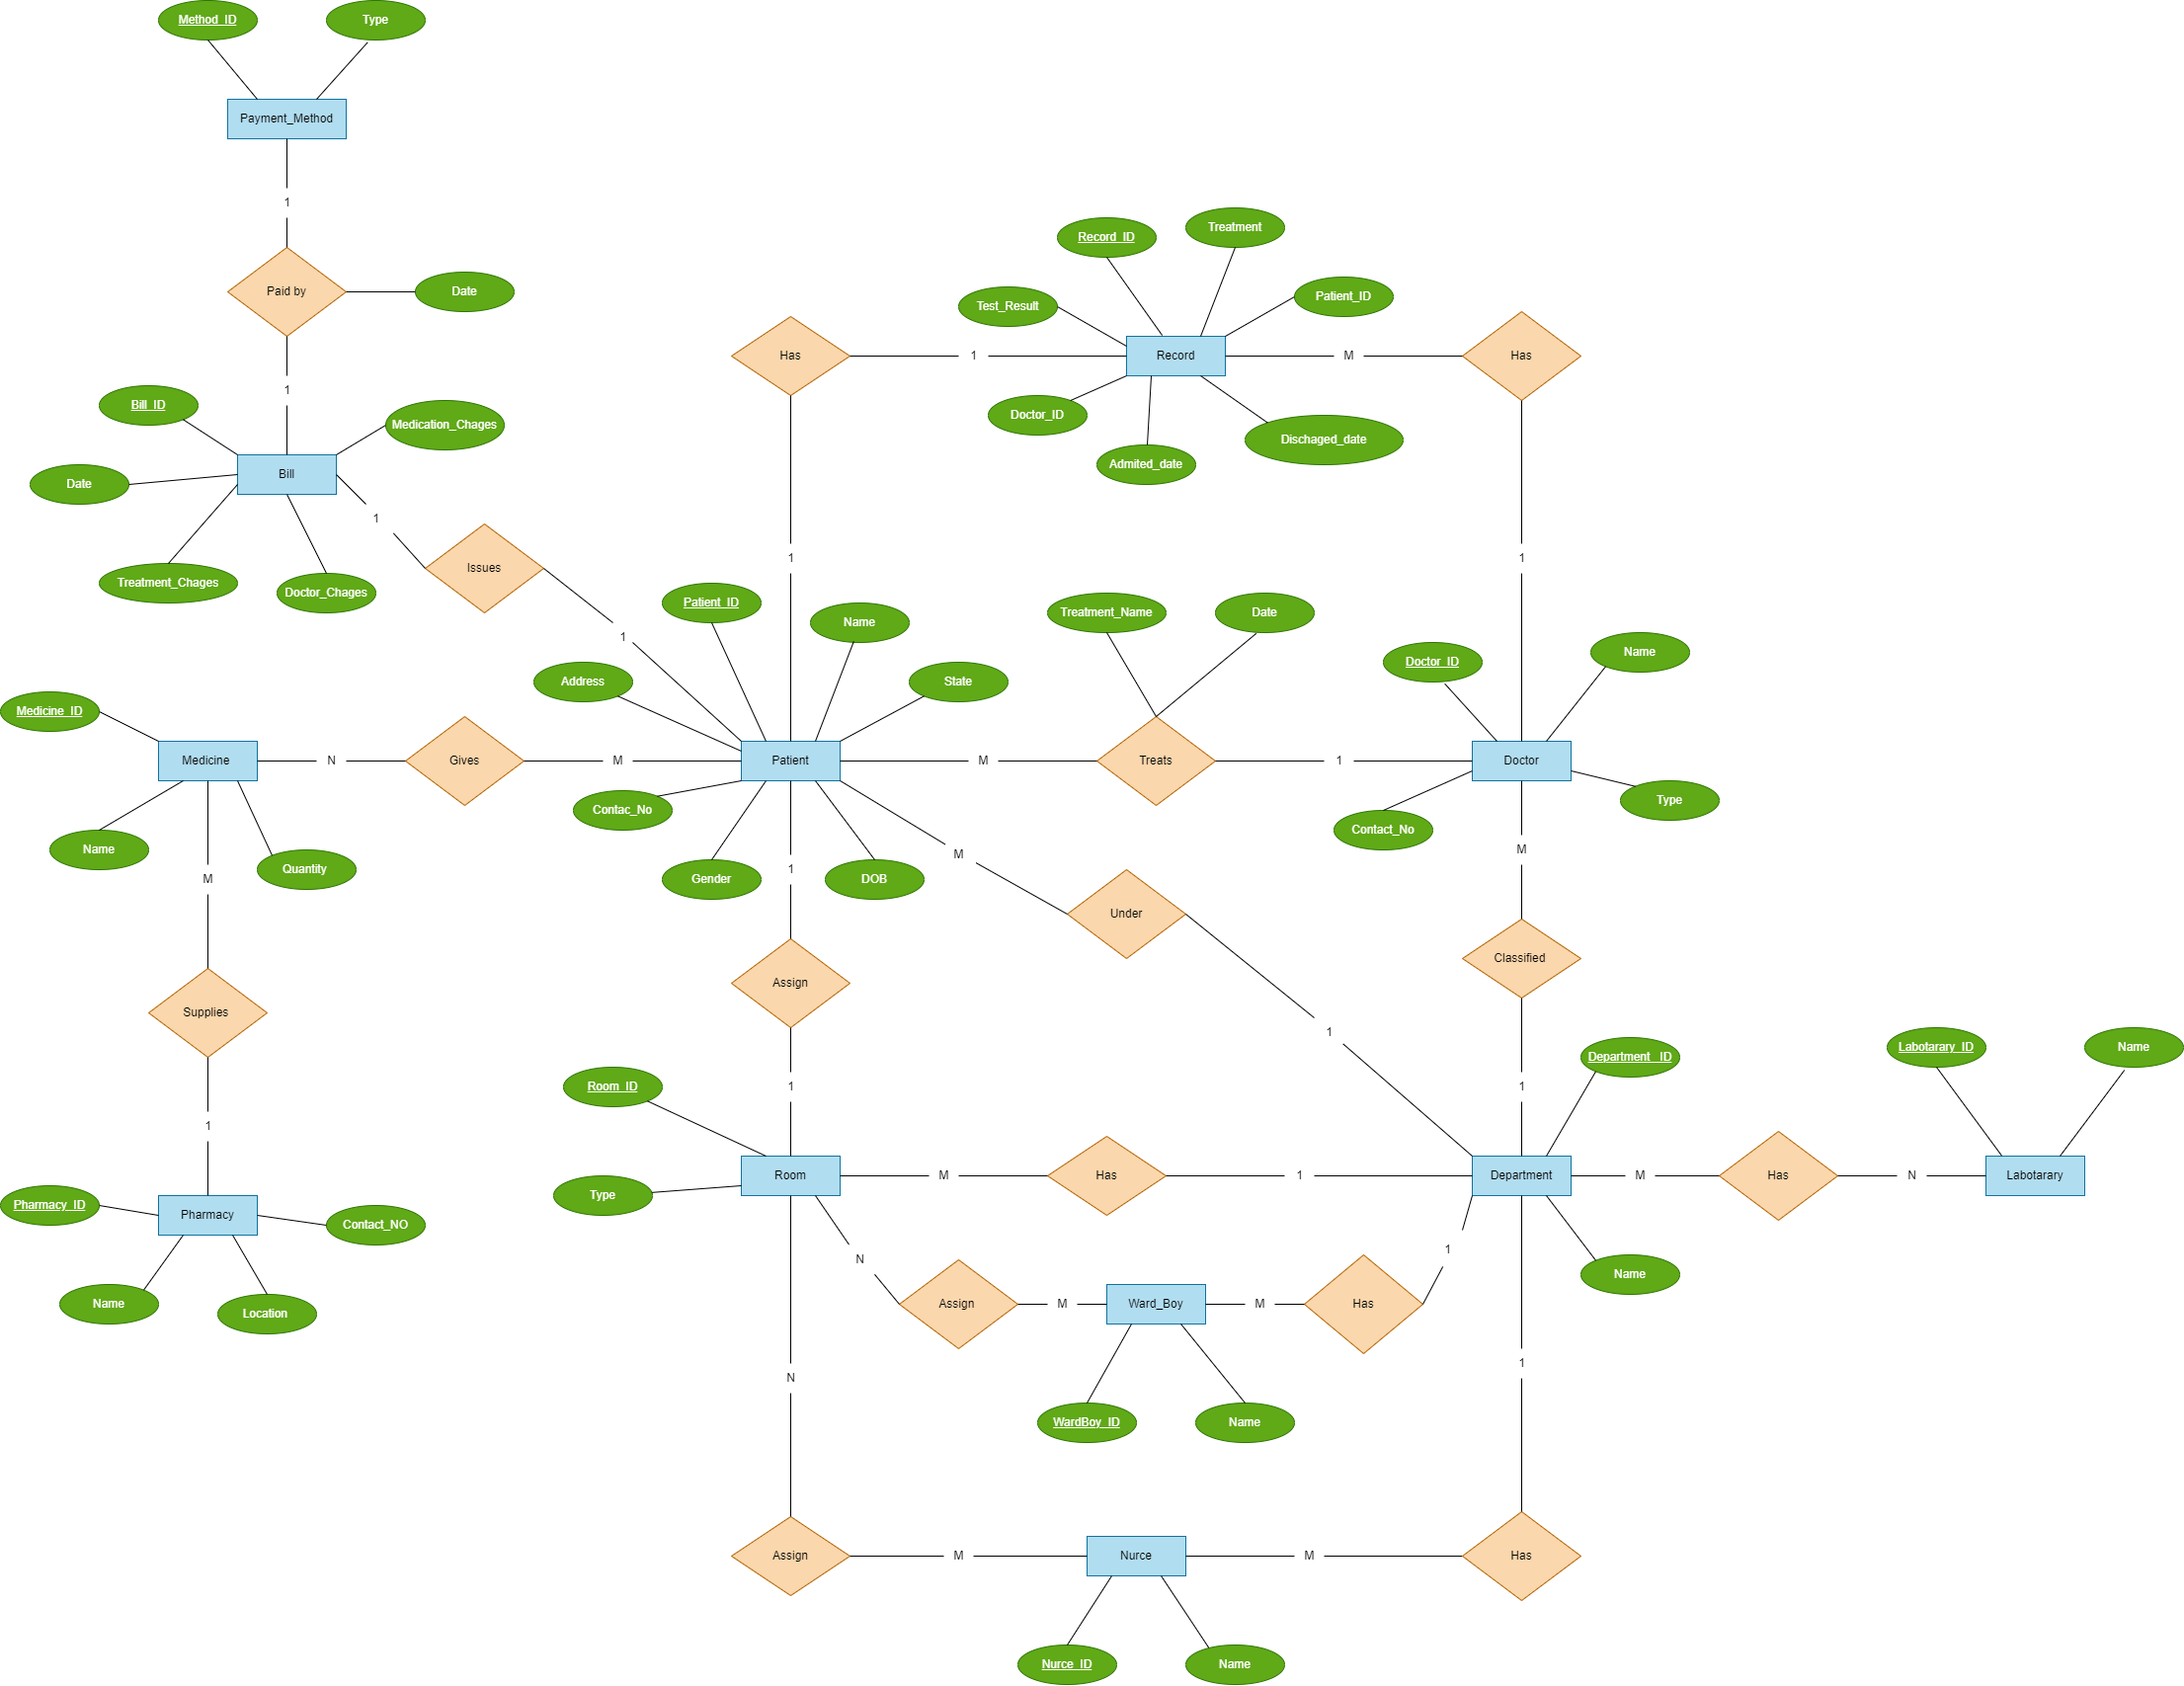 Method_ID
Type
Payment_Method
1
Paid by
Date
1
Bill_ID
Medication_Chages
Bill
Date
1
Treatment_Chages
Doctor_Chages
Issues
1
Record_ID
Treatment
Test_Result
Patient_ID
Has
1
Record
M
Has
Doctor_ID
Dischaged_date
Admited_date
1
1
Patient_ID
Name
Address
State
Treatment_Name
Date
Doctor_ID
Name
Medicine_ID
Medicine
N
Gives
M
Patient
M
Treats
1
Doctor
Contac_No
Type
Contact_No
Name
Quantity
M
Gender
DOB
1
M
M
Under
Classified
Assign
Supplies
1
1
1
1
Room_ID
Department_ID
Labotarary_ID
Name
Type
Room
M
Has
1
Department
M
Has
N
Labotarary
Pharmacy_ID
Pharmacy
Contact_NO
Name
Location
N
Assign
M
Ward_Boy
M
Has
1
Name
WardBoy_ID
Name
N
1
Assign
M
Nurce
M
Has
Nurce_ID
Name